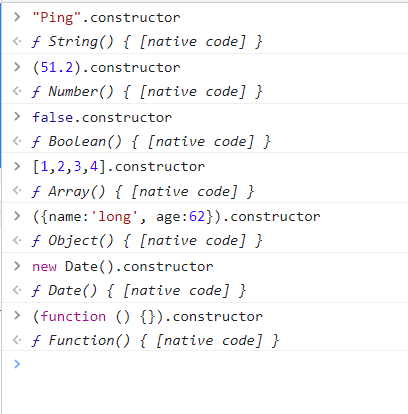 > "Ping".constructor
<· ƒ String() { [native code] }
> (51.2).constructor
<· ƒ Number() { [native code] }
> false.constructor
<· ƒ Boolean() { [native code] }
> [1,2,3,4].constructor
<· ƒ Array() { [native code] }
> ({name:'long', age:62}).constructor
<· ƒ Object() { [native code] }
> new Date().constructor
<· ƒ Date() { [native code] }
> (function () {}).constructor
<· ƒ Function() { [native code] }
>